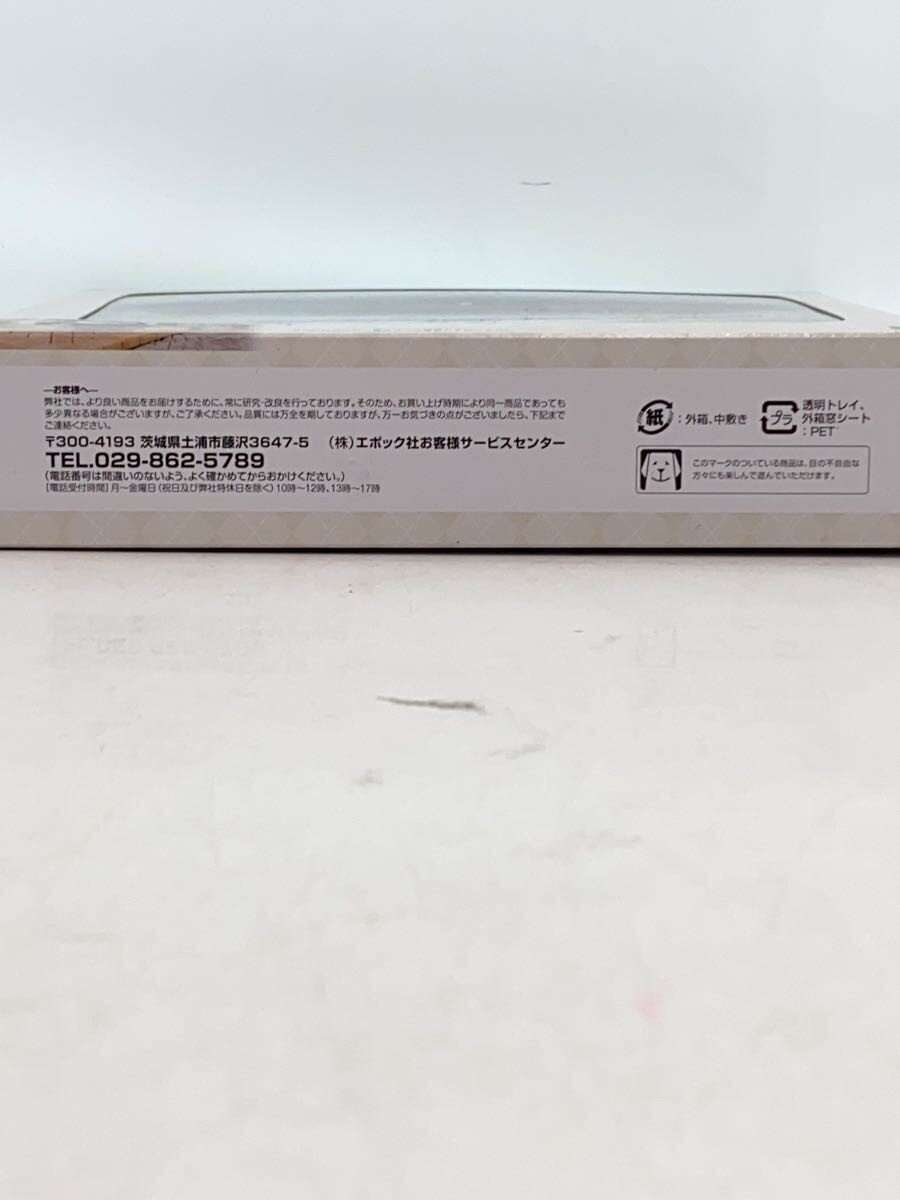 ―お客様へ―
弊社では、より良い商品をお届けするために、常に研究・改良を行っております。そのため、お買い上げ時期により同一商品であっても
多少異なる場合がございますが、ご了承ください。品質には万全を期しておりますが、万一お気づきの点がございましたら、下記まで
ご連絡ください。
〒300-4193 茨城県土浦市藤沢3647-5 (株)エポック社お客様サービスセンター
TEL.029-862-5789
(電話番号は間違いのないよう、よく確かめてからおかけください。)
[電話受付時間]月〜金曜日(祝日及び弊社特休日を除く)10時〜12時、13時〜17時
紙 :外箱、中敷き
プラ 透明トレイ、
外箱窓シート
:PET
このマークのついている商品は、目の不自由な
方々にも楽しんで遊んでいただけます。